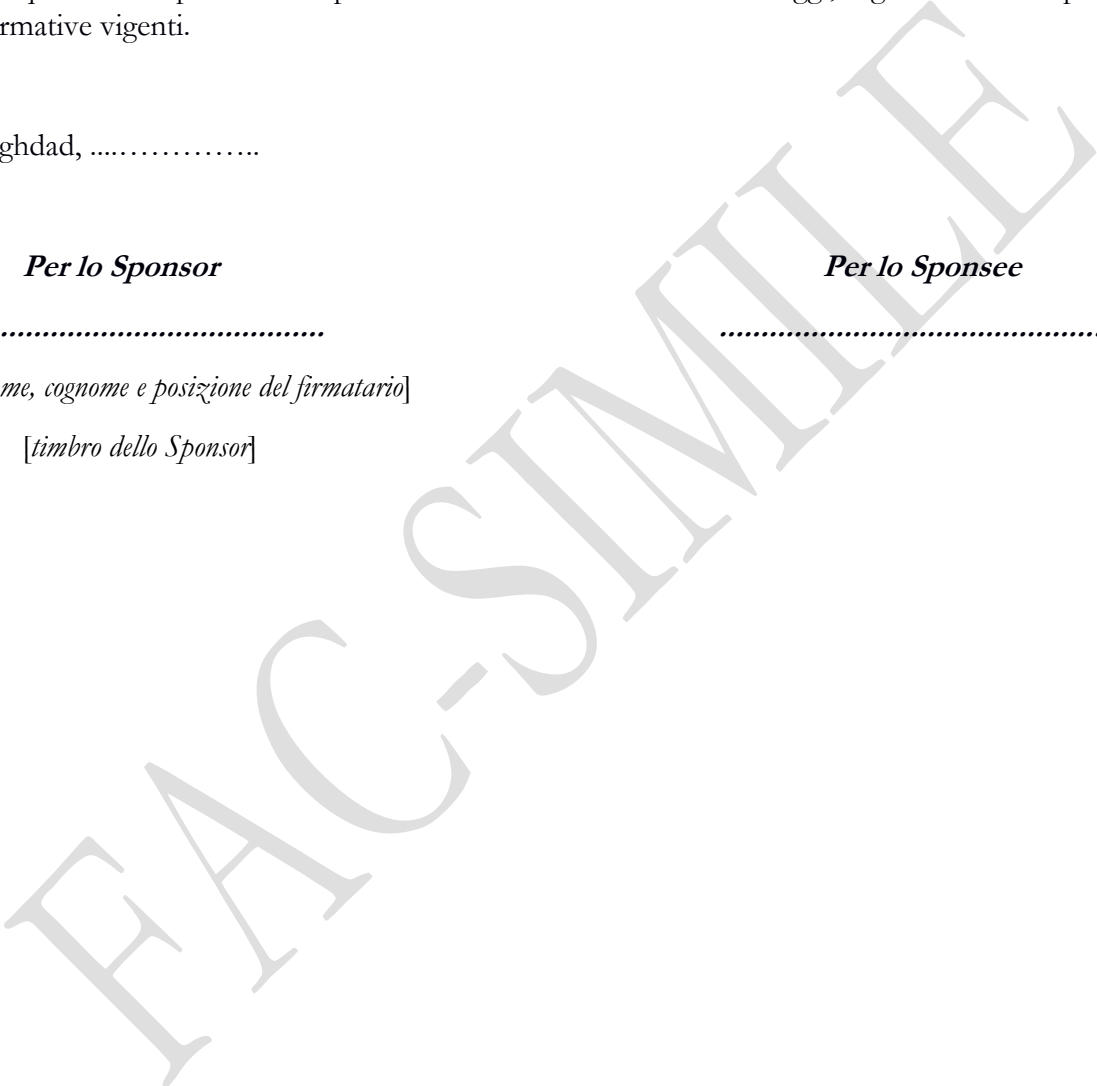 rmative vigenti.
ghdad, ....…………..
Per lo Sponsor
Per lo Sponsee
.......................................
..............................................
me, cognome e posizione del firmatario]
[timbro dello Sponsor]
FAC-SIMILE